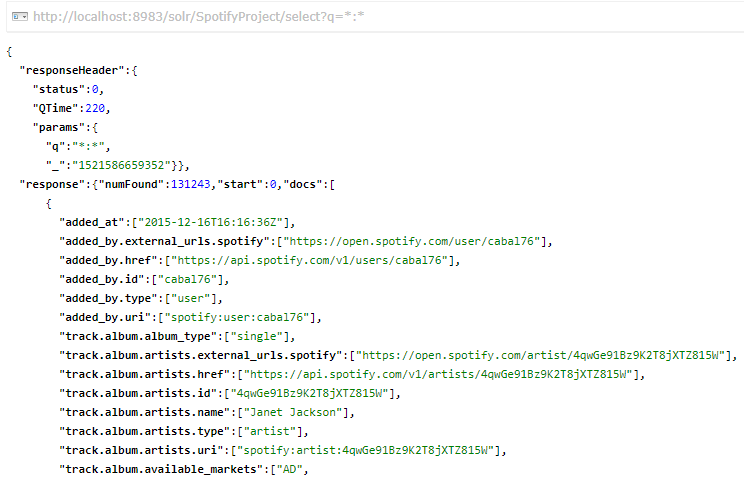 http://localhost:8983/solr/SpotifyProject/select?q=*:*
{
"responseHeader":{
"status":0,
"QTime":220,
"params":{
"q":"*:*",
"_":"1521586659352"}},
"response":{"numFound":131243,"start":0,"docs":[
{
"added_at":["2015-12-16T16:16:36Z"],
"added_by.external_urls.spotify":["https://open.spotify.com/user/cabal76"],
"added_by.href":["https://api.spotify.com/v1/users/cabal76"],
"added_by.id":["cabal76"],
"added_by.type":["user"],
"added_by.uri":["spotify:user:cabal76"],
"track.album.album_type":["single"],
"track.album.artists.external_urls.spotify":["https://open.spotify.com/artist/4qwGe91Bz9K2T8jXTZ815W"],
"track.album.artists.href":["https://api.spotify.com/v1/artists/4qwGe91Bz9K2T8jXTZ815W"],
"track.album.artists.id":["4qwGe91Bz9K2T8jXTZ815W"],
"track.album.artists.name":["Janet Jackson"],
"track.album.artists.type":["artist"],
"track.album.artists.uri":["spotify:artist:4qwGe91Bz9K2T8jXTZ815W"],
"track.album.available_markets":["AD",